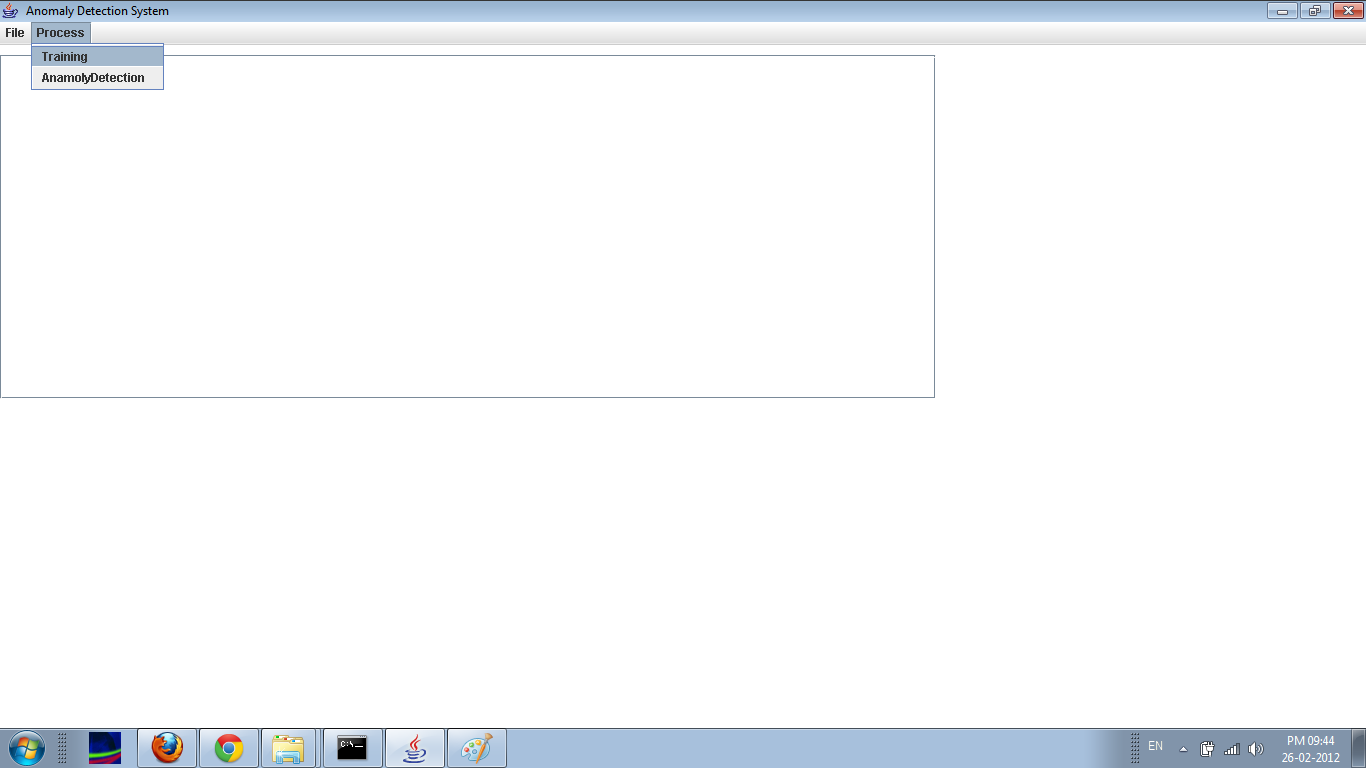 Anomaly Detection System
File Process
Training
AnamolyDetection
C:\
EN
PM 09:44
26-02-2012